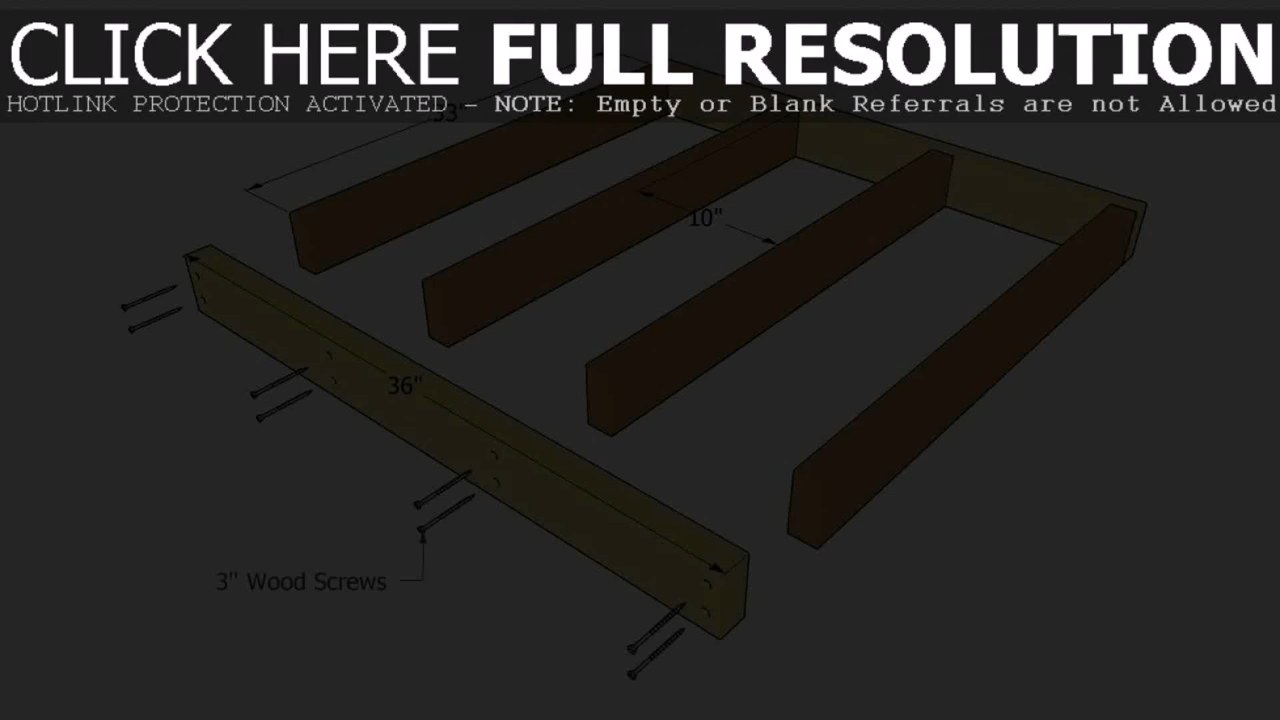 CLICK HERE FULL RESOLUTION
HOTLINK PROTECTION ACTIVATED - NOTE: Empty or Blank Referrals are not Allowed
33"
10"
36"
3" Wood Screws